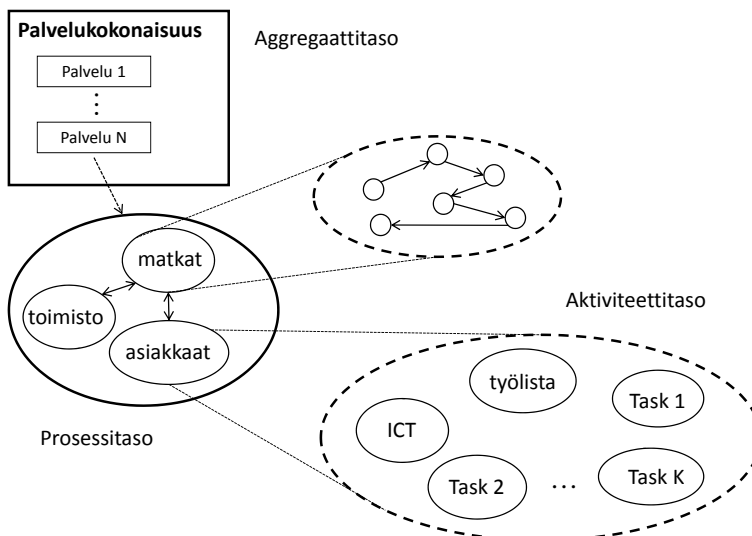 Palvelukokonaisuus
Aggregaattitaso
Palvelu 1
Palvelu N
matkat
toimisto
asiakkaat
Aktiviteettitaso
työlista
Task 1
ICT
Prosessitaso
Task 2
...
Task K